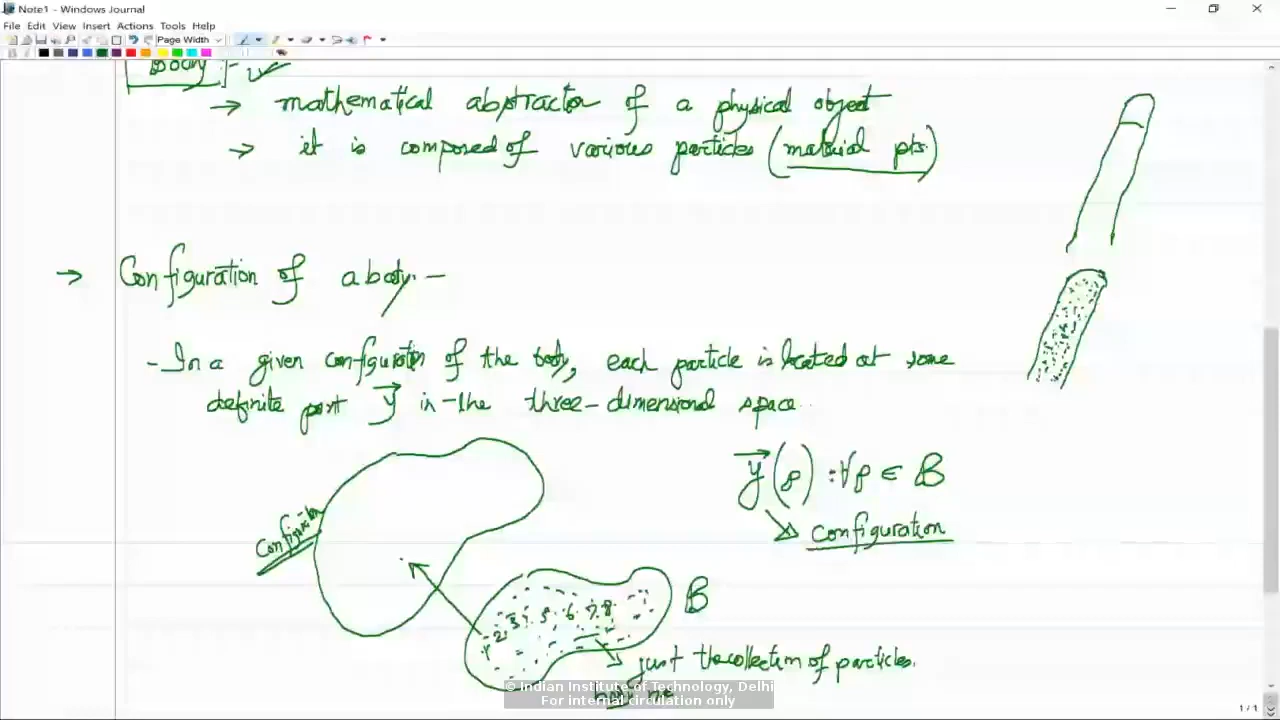 Note1 - Windows Journal
File Edit View Insert Actions Tools Help
Page Width
Body :-
→ mathematical abstraction of a physical object
→ it is composed of various particles (material pts.)
→ Configuration of a body. -
- In a given configuration of the body, each particle is located at some
definite point y in the three-dimensional space.
y(p) : ∀ p ∈ B
configuration
Configuration
1 2 3 4 5 6 7 8
B
just the collection of particles.
© Indian Institute of Technology, Delhi
For internal circulation only
1 / 1